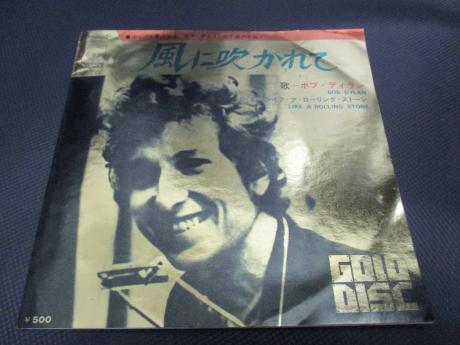 風に吹かれて
歌―ボブ・ディラン
BOB DYLAN
ライク・ア・ローリング・ストーン
LIKE A ROLLING STONE
GOLD
DISC
¥500